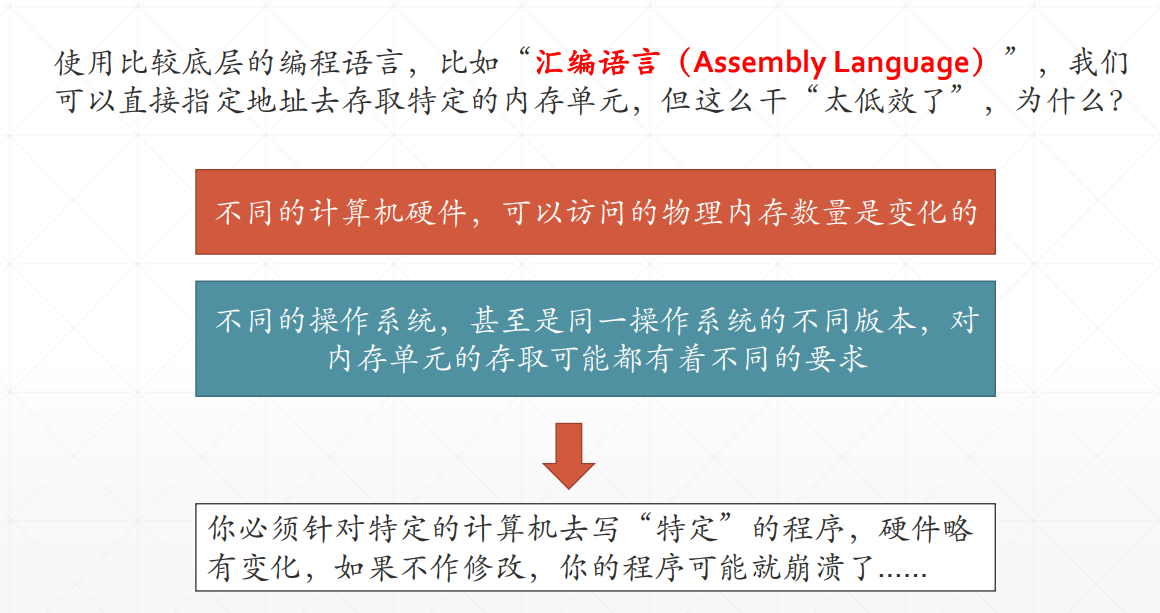 使用比较底层的编程语言，比如“汇编语言（Assembly Language）”，我们
可以直接指定地址去存取特定的内存单元，但这么干“太低效了”，为什么？
不同的计算机硬件，可以访问的物理内存数量是变化的
不同的操作系统，甚至是同一操作系统的不同版本，对
内存单元的存取可能都有着不同的要求
你必须针对特定的计算机去写“特定”的程序，硬件略
有变化，如果不作修改，你的程序可能就崩溃了……